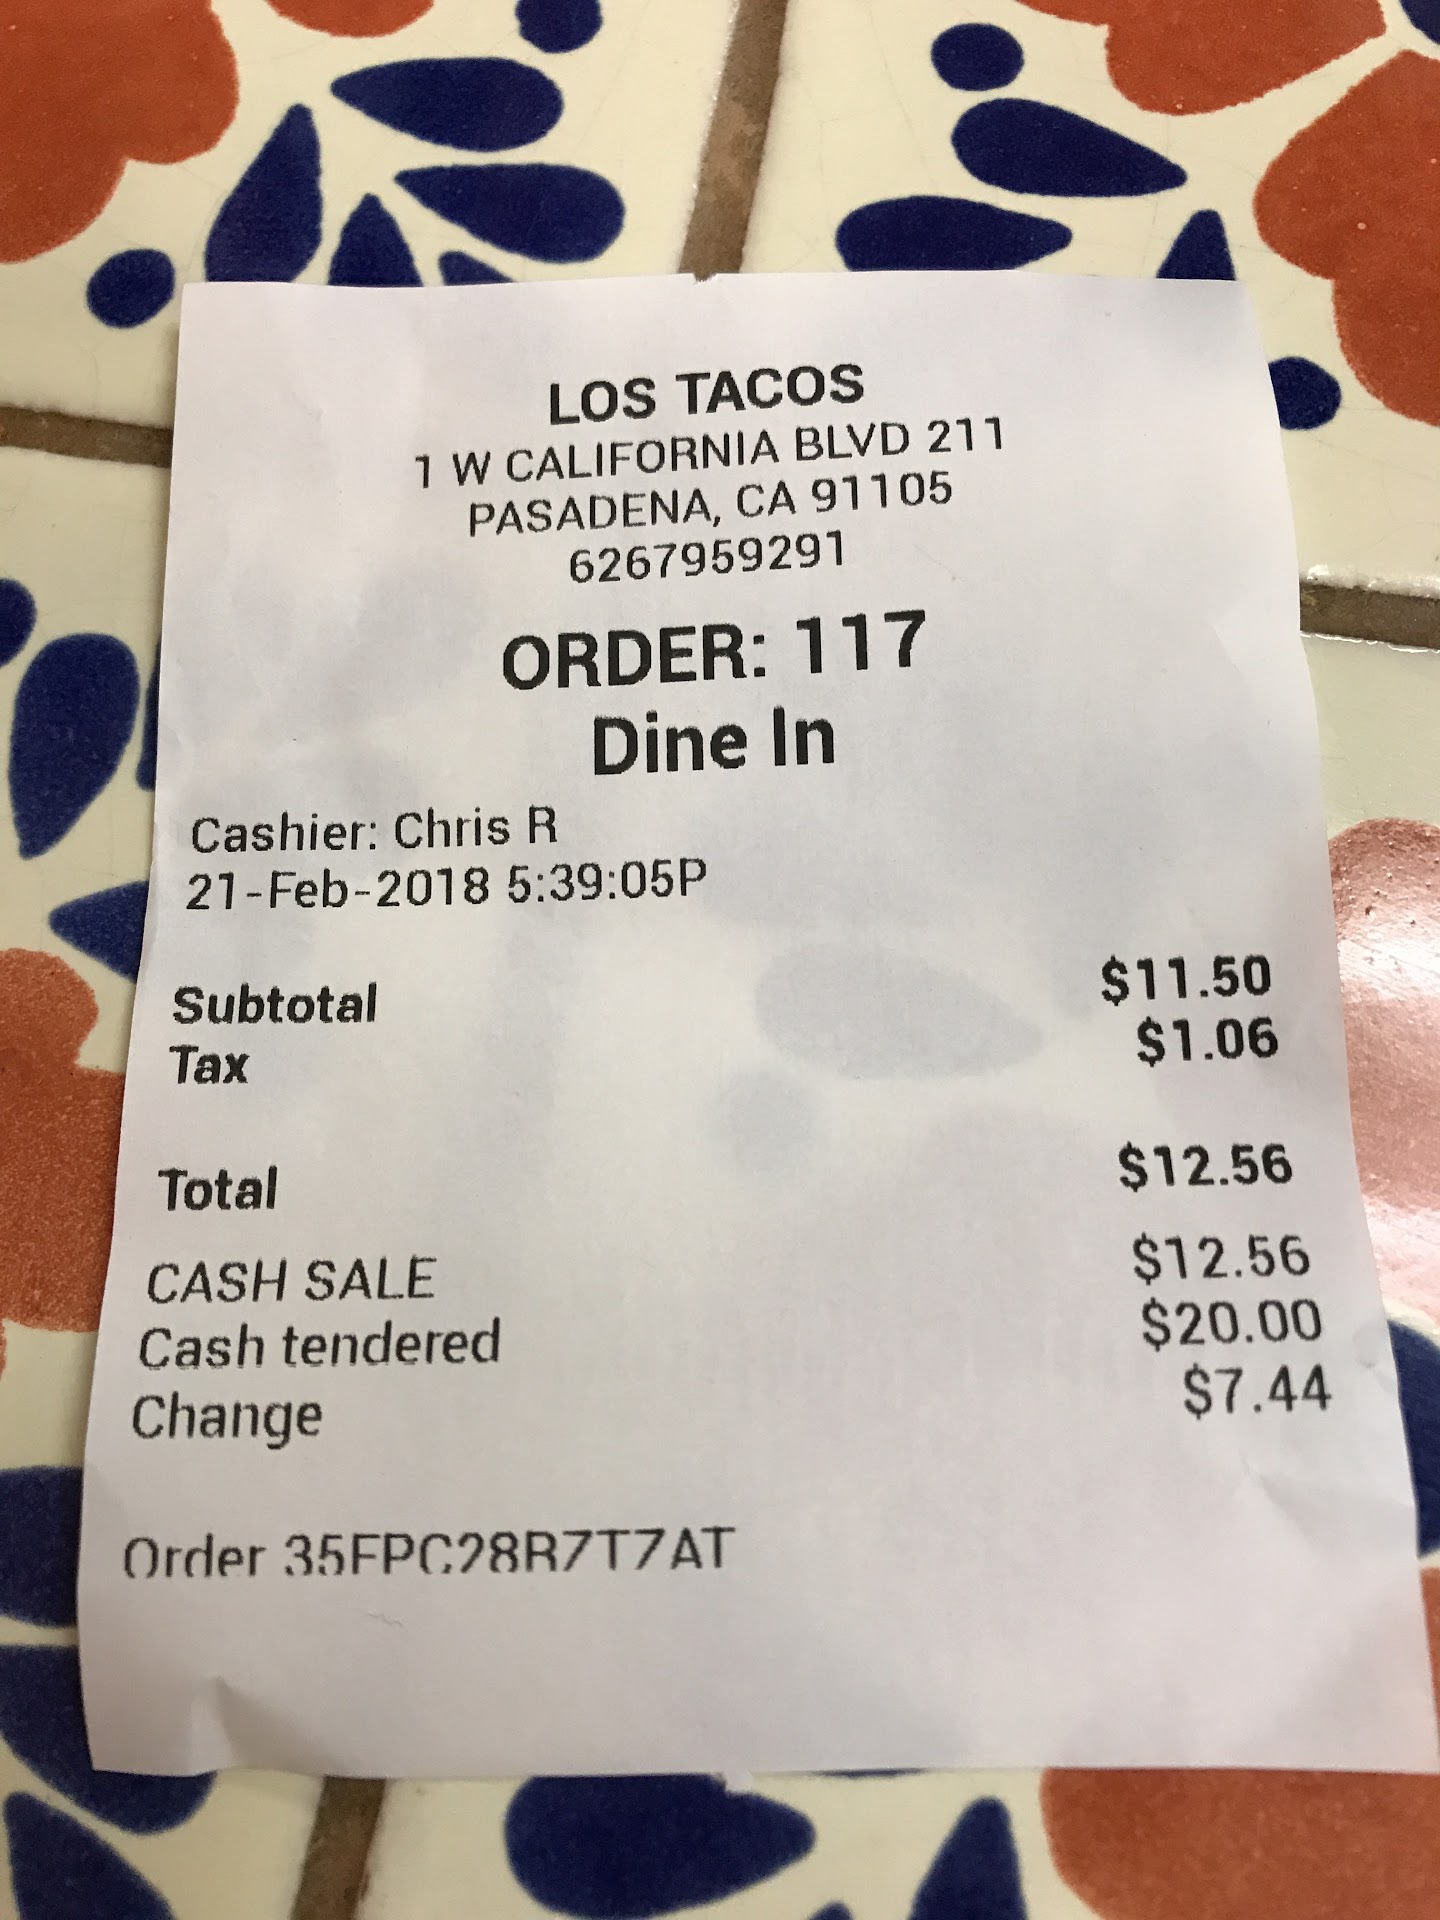 LOS TACOS
1 W CALIFORNIA BLVD 211
PASADENA, CA 91105
6267959291
ORDER: 117
Dine In
Cashier: Chris R
21-Feb-2018 5:39:05P
Subtotal $11.50
Tax $1.06
Total $12.56
CASH SALE $12.56
Cash tendered $20.00
Change $7.44
Order 35FPC28R7T7AT